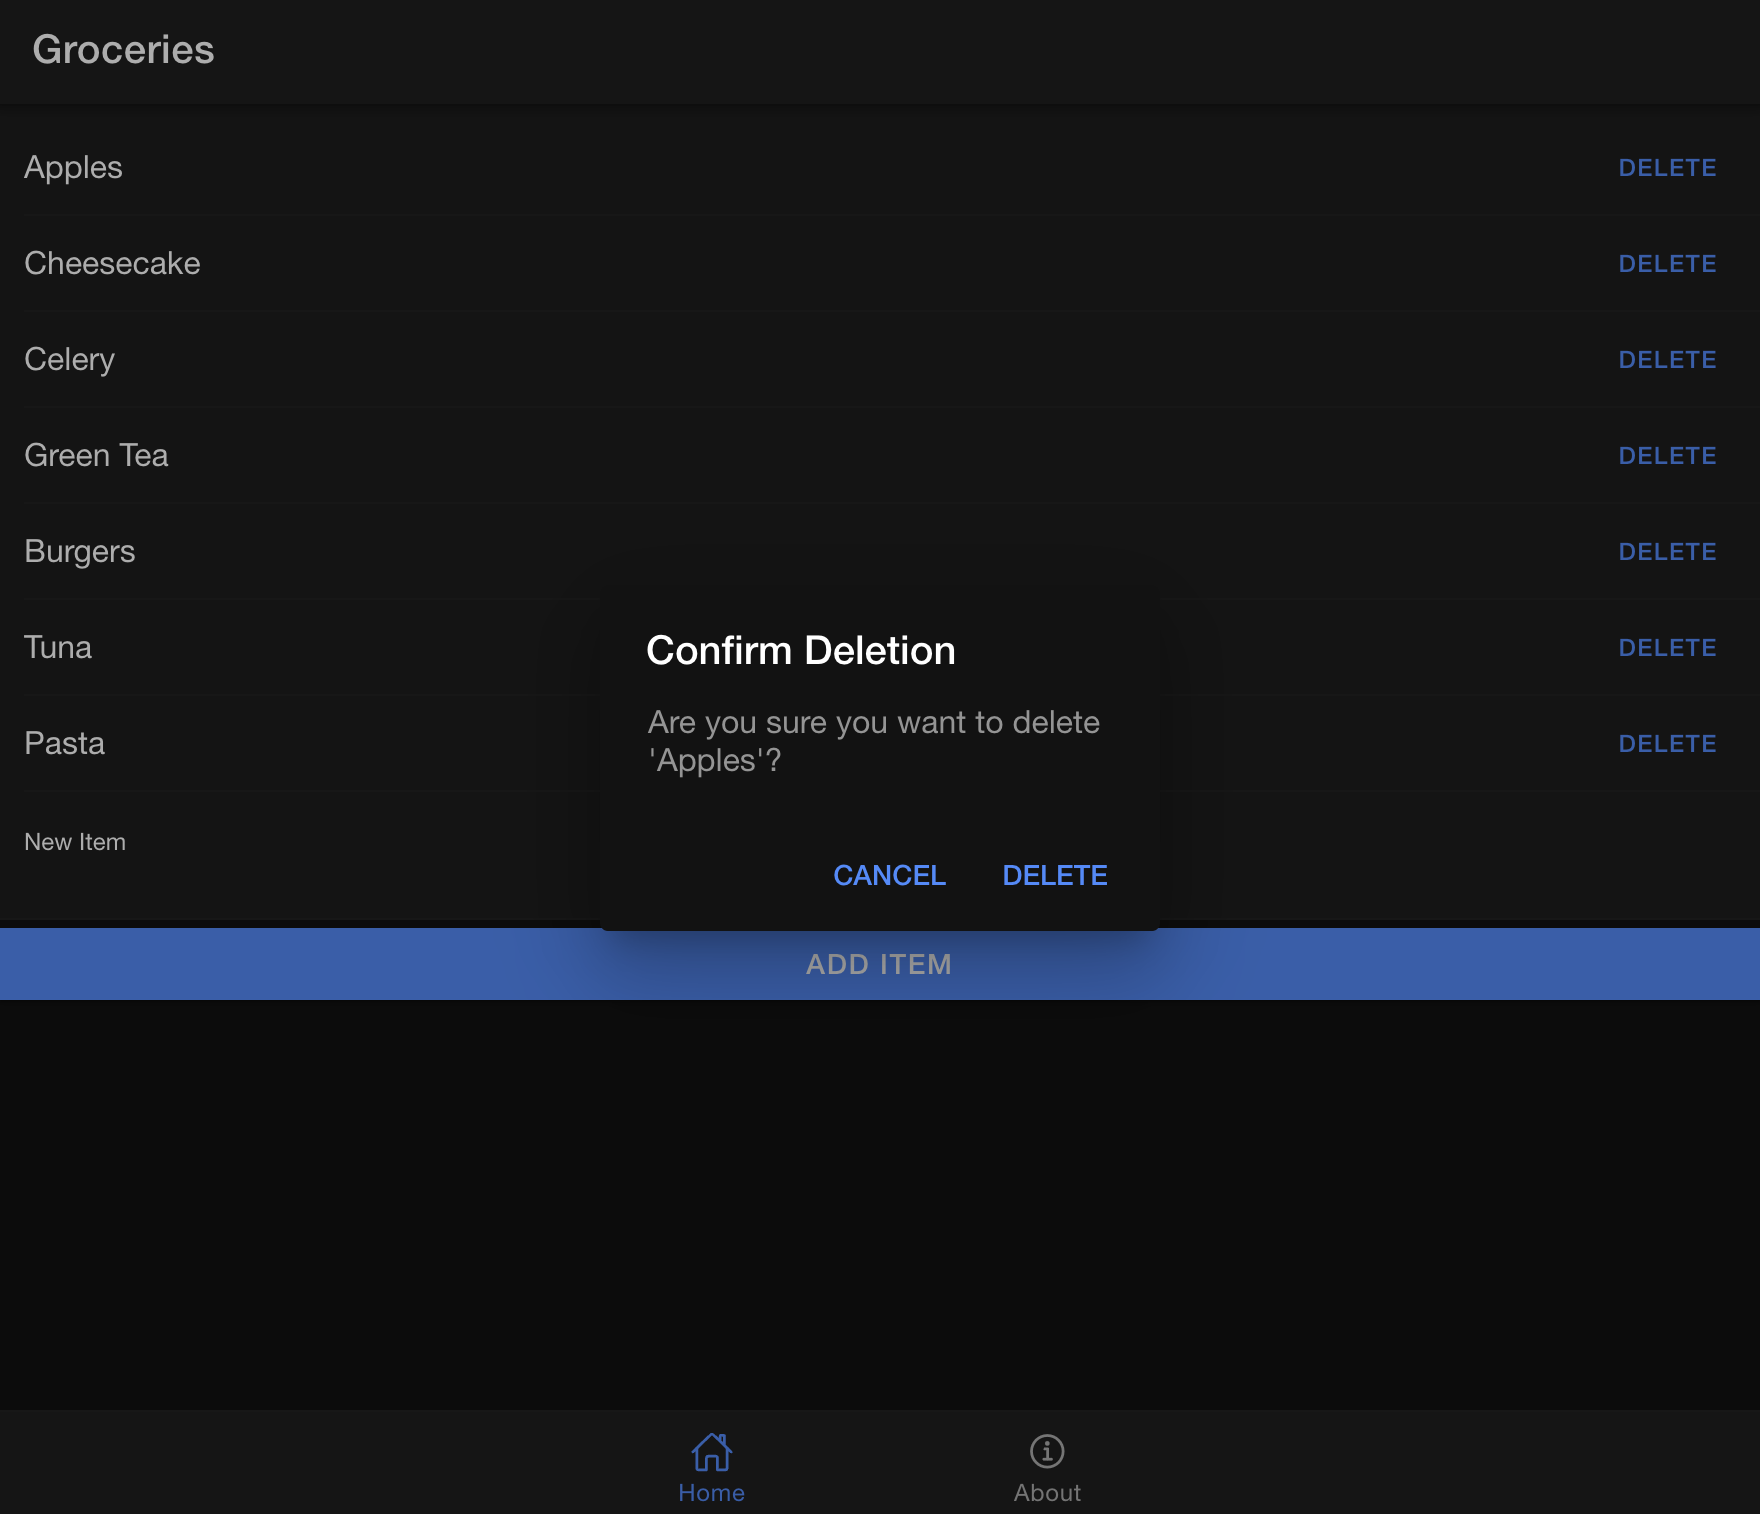 Groceries
Apples
DELETE
Cheesecake
DELETE
Celery
DELETE
Green Tea
DELETE
Burgers
DELETE
Tuna
DELETE
Pasta
DELETE
New Item
Confirm Deletion
Are you sure you want to delete
'Apples'?
CANCEL
DELETE
ADD ITEM
Home
About